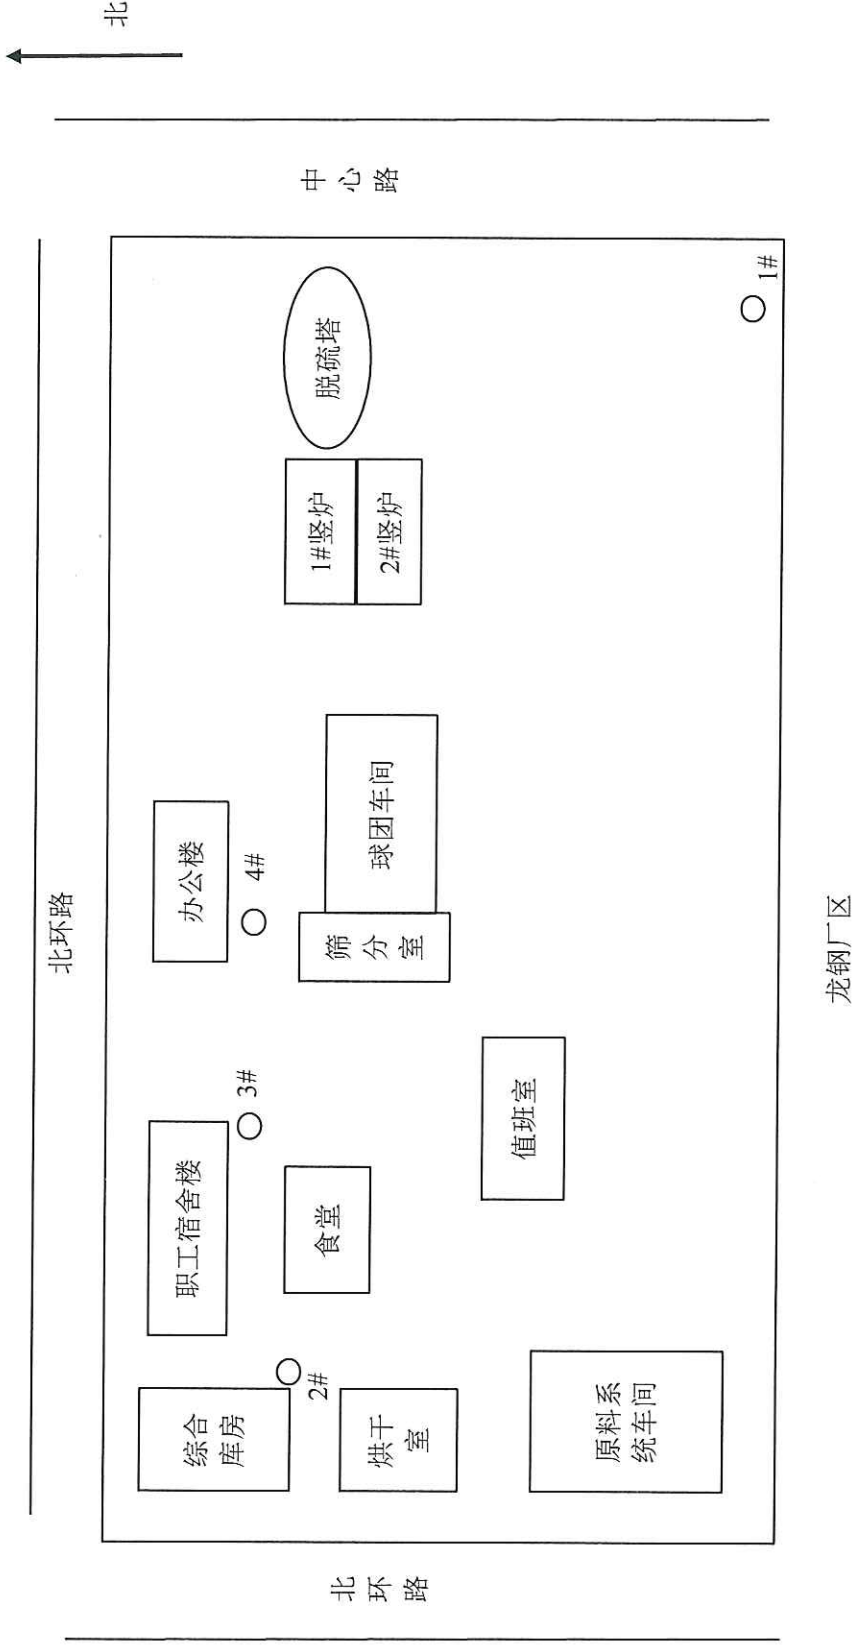 北
北环路
综合
库房
职工宿舍楼
办公楼
3#
4#
2#
食堂
1#竖炉
2#竖炉
脱硫塔
中
心
路
北
环
路
烘干
室
筛
分
室
球团车间
值班室
原料系
统车间
1#
龙钢厂区